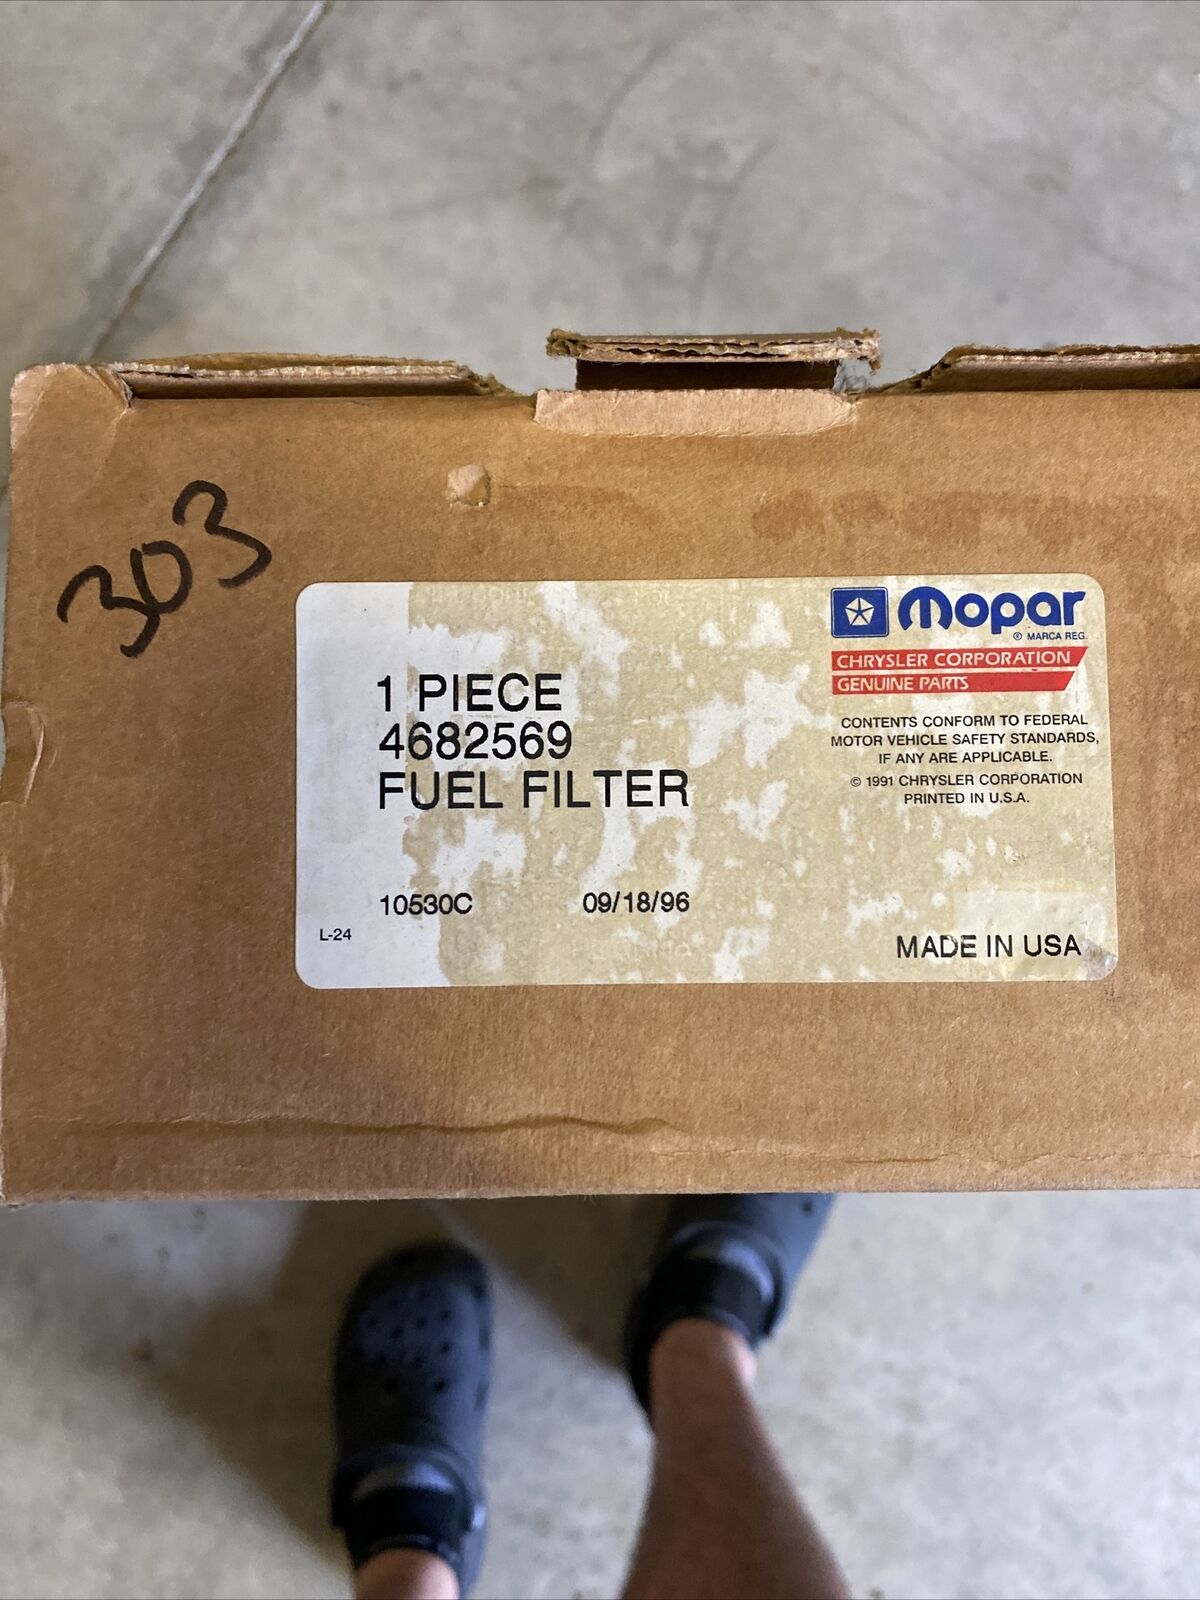 303
Mopar
® MARCA REG.
CHRYSLER CORPORATION
GENUINE PARTS
1 PIECE
4682569
FUEL FILTER
CONTENTS CONFORM TO FEDERAL
MOTOR VEHICLE SAFETY STANDARDS,
IF ANY ARE APPLICABLE.
© 1991 CHRYSLER CORPORATION
PRINTED IN U.S.A.
10530C 09/18/96
L-24
MADE IN USA